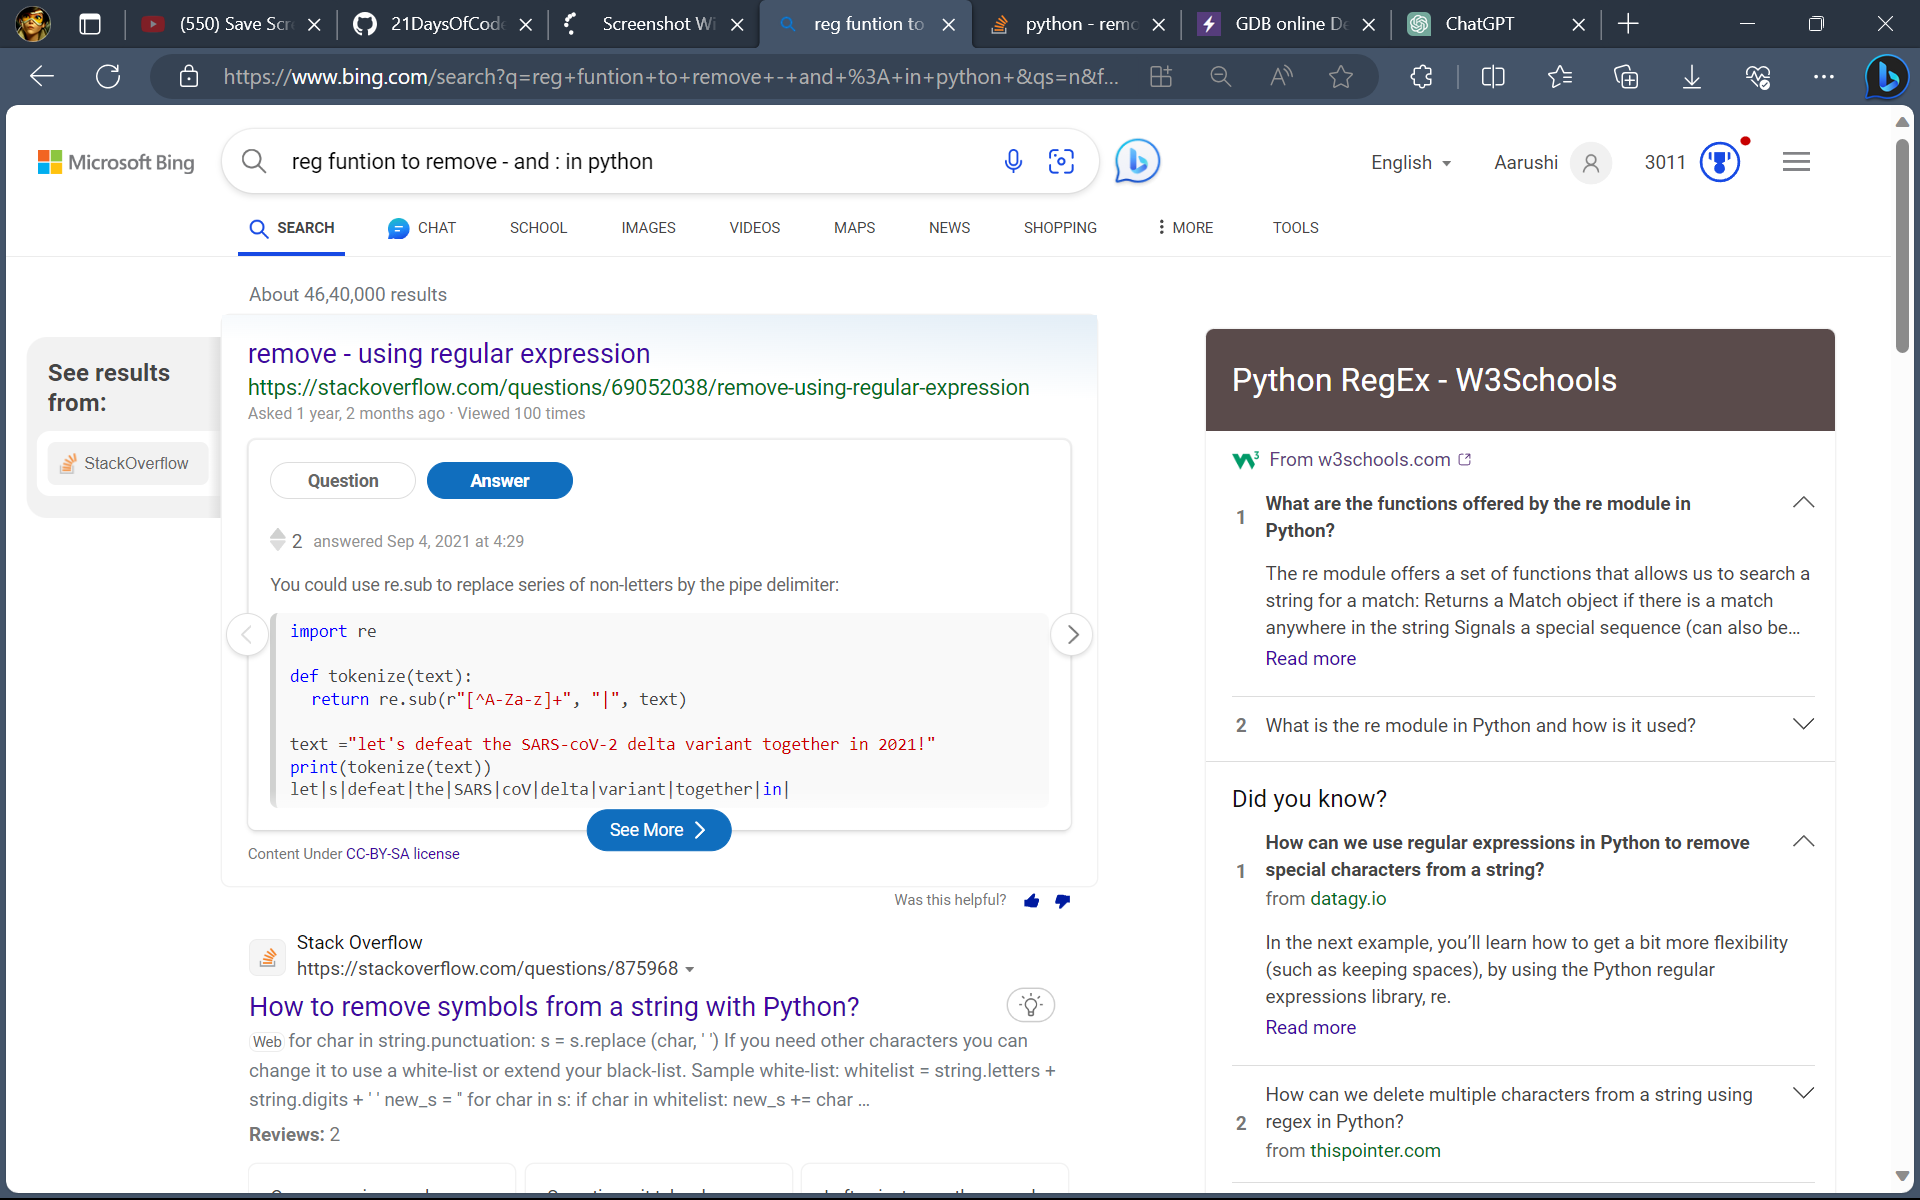 (550) Save Scr
21DaysOfCode
Screenshot Wi
reg funtion to
python - remo
GDB online De
ChatGPT
https://www.bing.com/search?q=reg+funtion+to+remove+-+and+%3A+in+python+&qs=n&f...
Microsoft Bing
reg funtion to remove - and : in python
English
Aarushi
3011
SEARCH
CHAT
SCHOOL
IMAGES
VIDEOS
MAPS
NEWS
SHOPPING
MORE
TOOLS
About 46,40,000 results
See results
from:
StackOverflow
remove - using regular expression
https://stackoverflow.com/questions/69052038/remove-using-regular-expression
Asked 1 year, 2 months ago · Viewed 100 times
Question
Answer
2 answered Sep 4, 2021 at 4:29
You could use re.sub to replace series of non-letters by the pipe delimiter:
import re
def tokenize(text):
return re.sub(r"[^A-Za-z]+", "|", text)
text ="let's defeat the SARS-coV-2 delta variant together in 2021!"
print(tokenize(text))
let|s|defeat|the|SARS|coV|delta|variant|together|in|
See More
Content Under CC-BY-SA license
Was this helpful?
Stack Overflow
https://stackoverflow.com/questions/875968
How to remove symbols from a string with Python?
Web for char in string.punctuation: s = s.replace (char, ' ') If you need other characters you can
change it to use a white-list or extend your black-list. Sample white-list: whitelist = string.letters +
string.digits + ' ' new_s = '' for char in s: if char in whitelist: new_s += char ...
Reviews: 2
Python RegEx - W3Schools
From w3schools.com
1
What are the functions offered by the re module in
Python?
The re module offers a set of functions that allows us to search a
string for a match: Returns a Match object if there is a match
anywhere in the string Signals a special sequence (can also be...
Read more
2 What is the re module in Python and how is it used?
Did you know?
1
How can we use regular expressions in Python to remove
special characters from a string?
from datagy.io
In the next example, you'll learn how to get a bit more flexibility
(such as keeping spaces), by using the Python regular
expressions library, re.
Read more
2
How can we delete multiple characters from a string using
regex in Python?
from thispointer.com